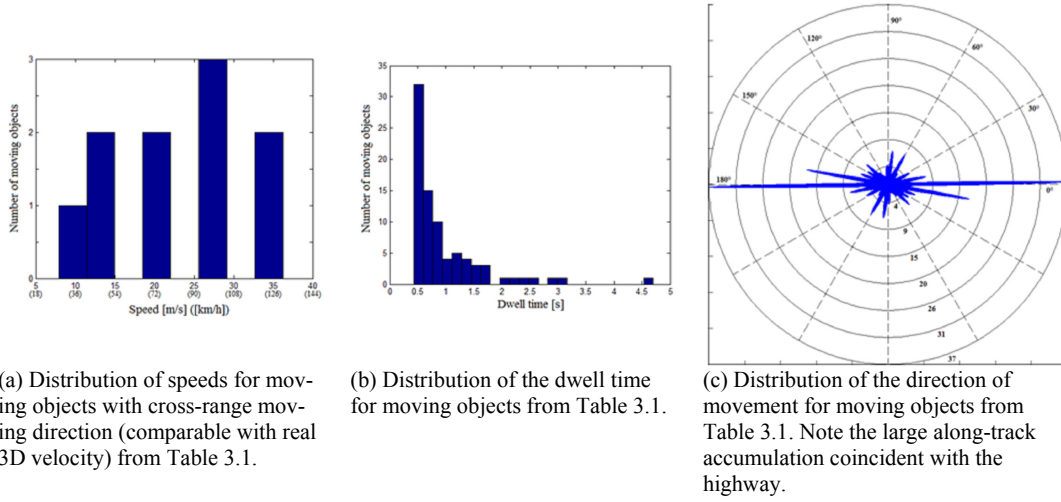 3
2
1
0
Number of moving objects
5 10 15 20 25 30 35 40
(18) (36) (54) (72) (90) (108) (126) (144)
Speed [m/s] ([km/h])
35
30
25
20
15
10
5
0
Number of moving objects
0 0.5 1 1.5 2 2.5 3 3.5 4 4.5 5
Dwell time [s]
90°
120°
60°
150°
30°
180°
0°
4
9
15
20
26
31
37
(a) Distribution of speeds for mov-
ing objects with cross-range mov-
ing direction (comparable with real
3D velocity) from Table 3.1.
(b) Distribution of the dwell time
for moving objects from Table 3.1.
(c) Distribution of the direction of
movement for moving objects from
Table 3.1. Note the large along-track
accumulation coincident with the
highway.